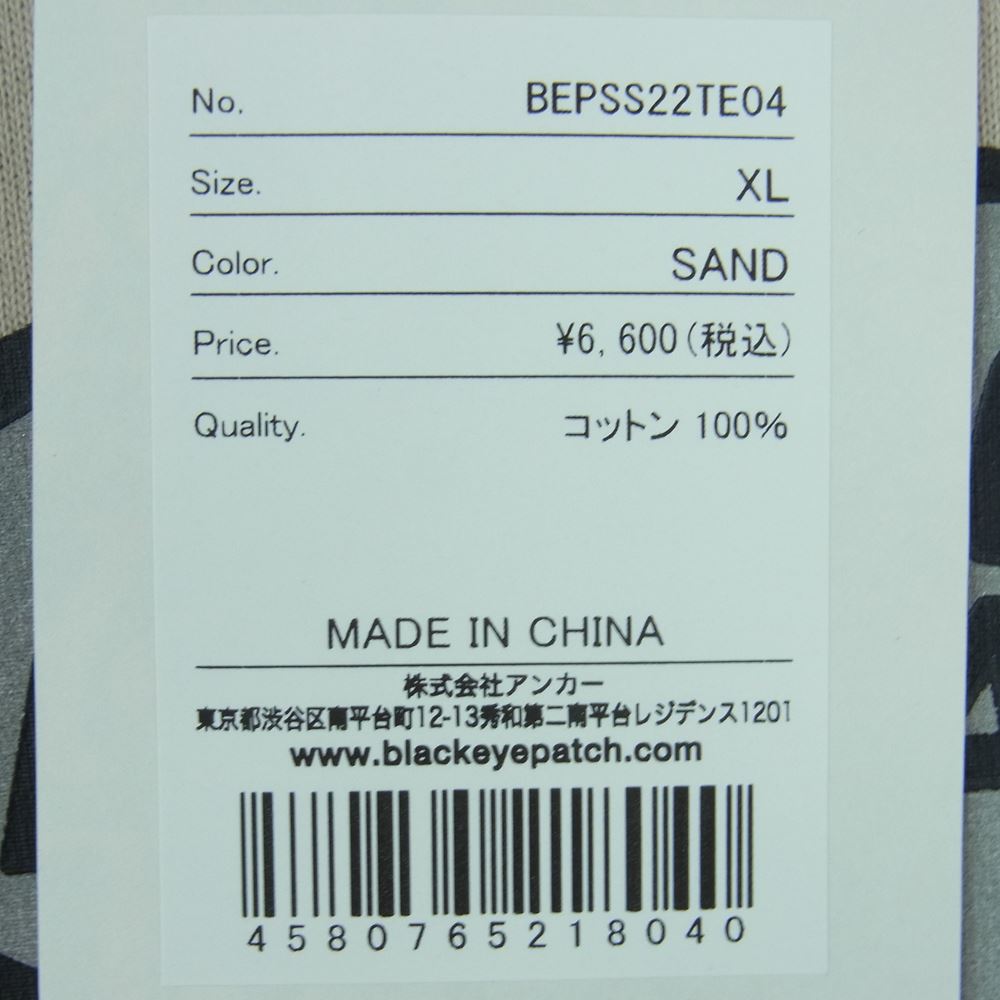 No. BEPSS22TE04
Size. XL
Color. SAND
Price. ¥6,600(税込)
Quality. コットン 100%
MADE IN CHINA
株式会社アンカー
東京都渋谷区南平台町12-13秀和第二南平台レジデンス1201
www.blackeyepatch.com
4580765218040